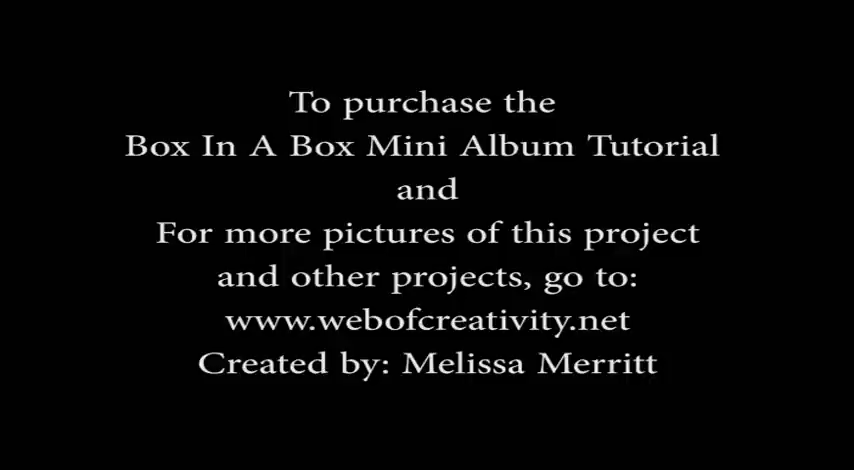 To purchase the
Box In A Box Mini Album Tutorial
and
For more pictures of this project
and other projects, go to:
www.webofcreativity.net
Created by: Melissa Merritt